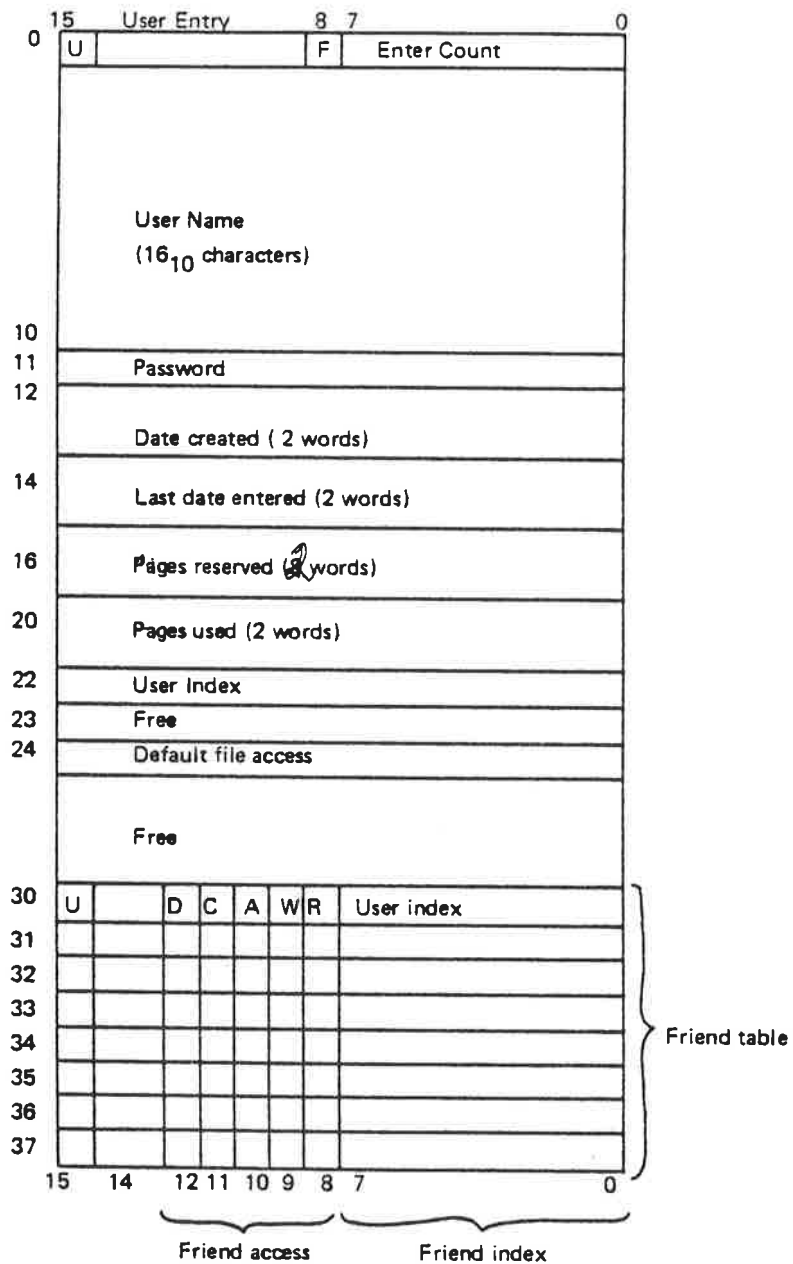 15 User Entry 8 7 0
0 U F Enter Count
User Name
(16₁₀ characters)
10
11 Password
12
Date created ( 2 words)
14
Last date entered (2 words)
16 Pages reserved (2 words)
20 Pages used (2 words)
22 User Index
23 Free
24 Default file access
Free
30 U D C A W R User index
31
32
33
34 Friend table
35
36
37
15 14 12 11 10 9 8 7 0
Friend access Friend index